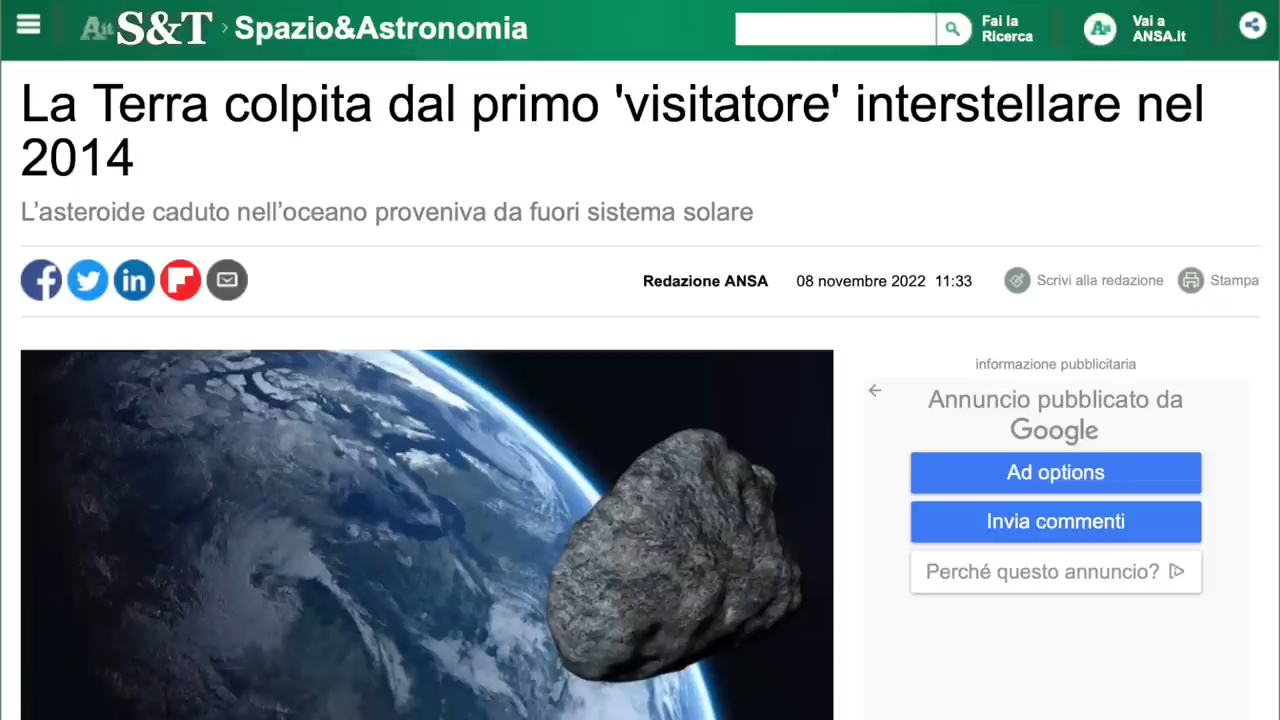 Ait S&T › Spazio&Astronomia
Fai la
Ricerca
Vai a
ANSA.it
La Terra colpita dal primo 'visitatore' interstellare nel
2014
L’asteroide caduto nell’oceano proveniva da fuori sistema solare
Redazione ANSA 08 novembre 2022 11:33 Scrivi alla redazione Stampa
informazione pubblicitaria
Annuncio pubblicato da
Google
Ad options
Invia commenti
Perché questo annuncio?